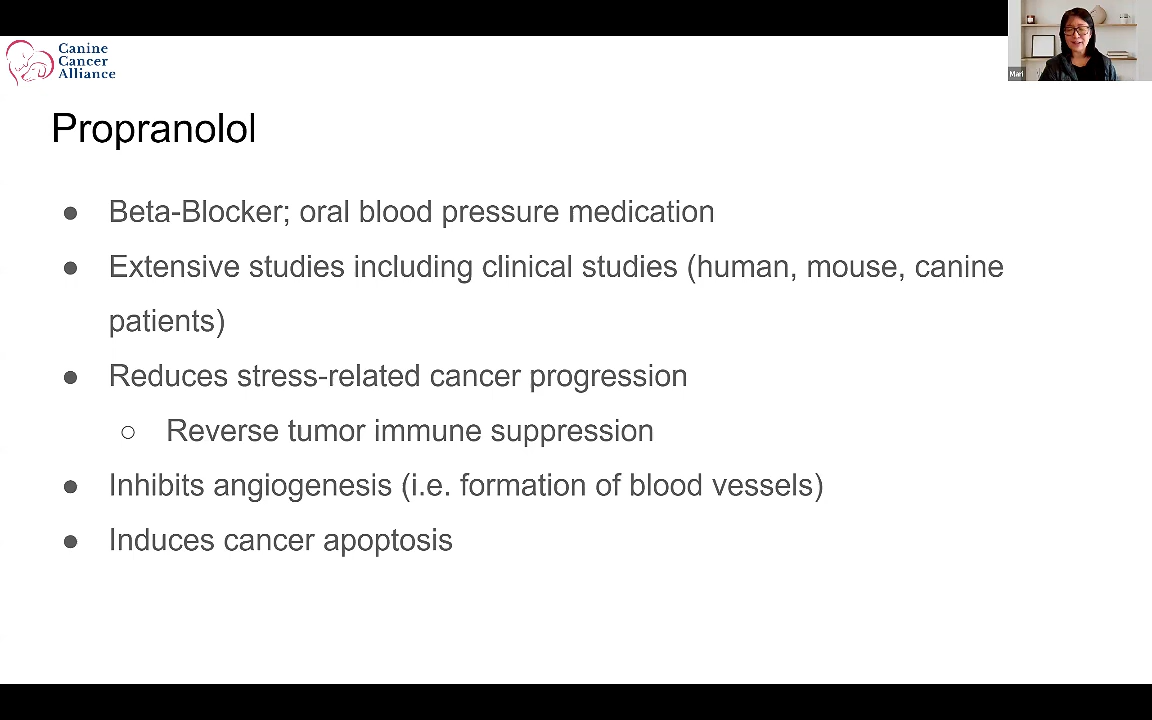 Canine
Cancer
Alliance
Mari
Propranolol
● Beta-Blocker; oral blood pressure medication
● Extensive studies including clinical studies (human, mouse, canine
patients)
● Reduces stress-related cancer progression
○ Reverse tumor immune suppression
● Inhibits angiogenesis (i.e. formation of blood vessels)
● Induces cancer apoptosis